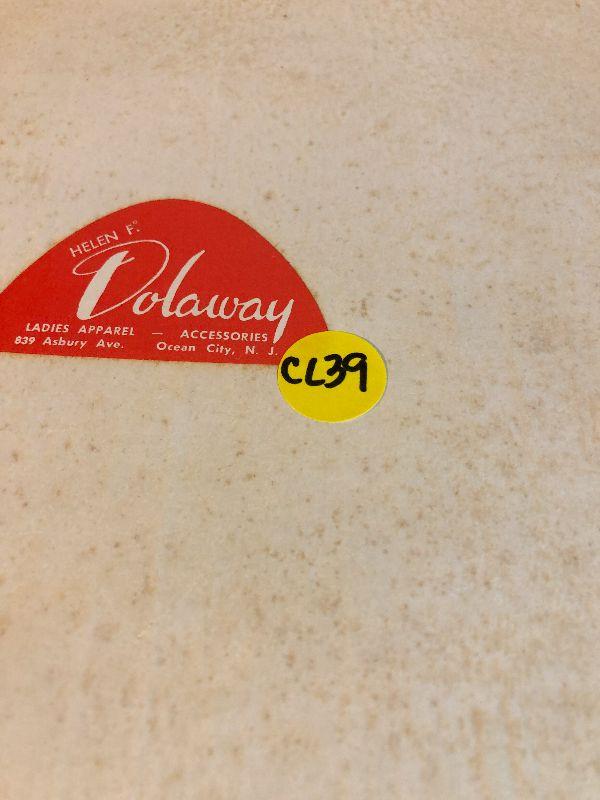 HELEN F.
Dolaway
LADIES APPAREL — ACCESSORIES
839 Asbury Ave. Ocean City, N. J.
CL39